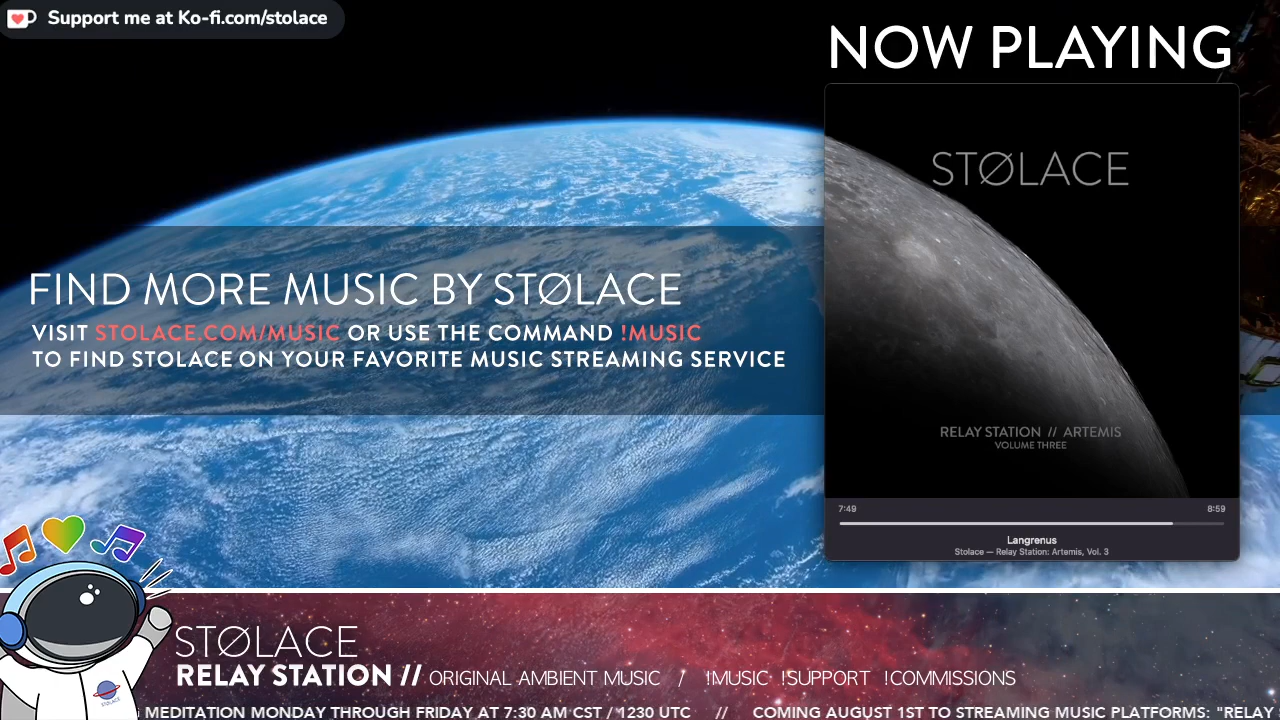 Support me at Ko-fi.com/stolace
NOW PLAYING
STØLACE
RELAY STATION // ARTEMIS
VOLUME THREE
7:49 8:59
Langrenus
Stolace — Relay Station: Artemis, Vol. 3
FIND MORE MUSIC BY STØLACE
VISIT STOLACE.COM/MUSIC OR USE THE COMMAND !MUSIC
TO FIND STOLACE ON YOUR FAVORITE MUSIC STREAMING SERVICE
STØLACE
STØLACE
RELAY STATION // ORIGINAL AMBIENT MUSIC / !MUSIC !SUPPORT !COMMISSIONS
MEDITATION MONDAY THROUGH FRIDAY AT 7:30 AM CST / 1230 UTC // COMING AUGUST 1ST TO STREAMING MUSIC PLATFORMS: "RELAY